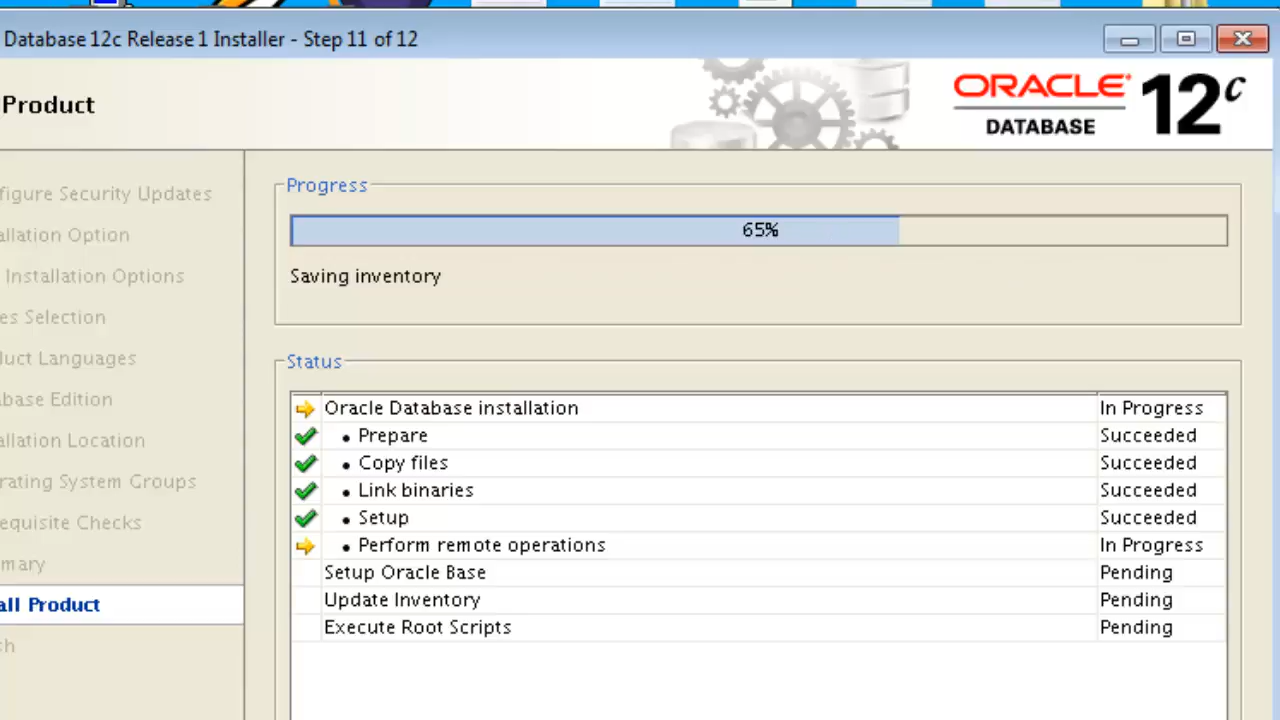 Database 12c Release 1 Installer - Step 11 of 12
Product
ORACLE
DATABASE
12c
figure Security Updates
allation Option
Installation Options
es Selection
uct Languages
base Edition
allation Location
rating System Groups
equisite Checks
mary
all Product
h
Progress
65%
Saving inventory
Status
Oracle Database installation In Progress
• Prepare Succeeded
• Copy files Succeeded
• Link binaries Succeeded
• Setup Succeeded
• Perform remote operations In Progress
Setup Oracle Base Pending
Update Inventory Pending
Execute Root Scripts Pending